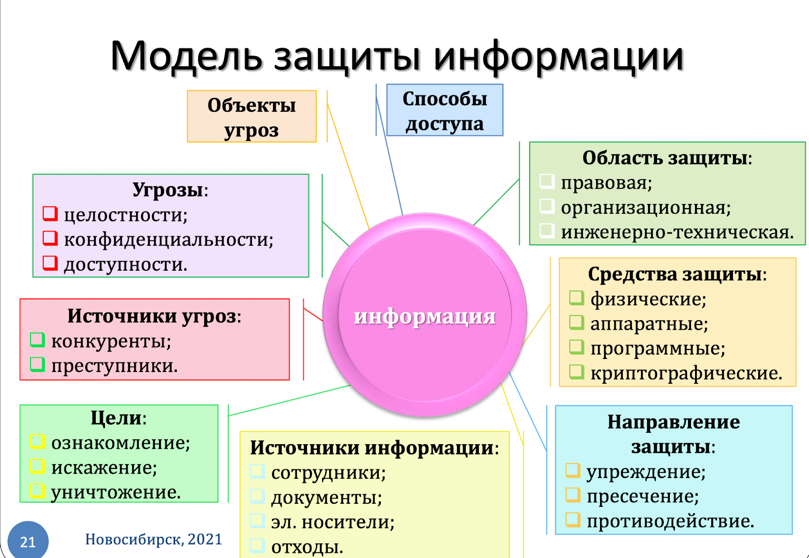 Модель защиты информации
Объекты
угроз
Способы
доступа
Угрозы:
целостности;
конфиденциальности;
доступности.
Область защиты:
правовая;
организационная;
инженерно-техническая.
Источники угроз:
конкуренты;
преступники.
информация
Средства защиты:
физические;
аппаратные;
программные;
криптографические.
Цели:
ознакомление;
искажение;
уничтожение.
Источники информации:
сотрудники;
документы;
эл. носители;
отходы.
Направление
защиты:
упреждение;
пресечение;
противодействие.
21
Новосибирск, 2021